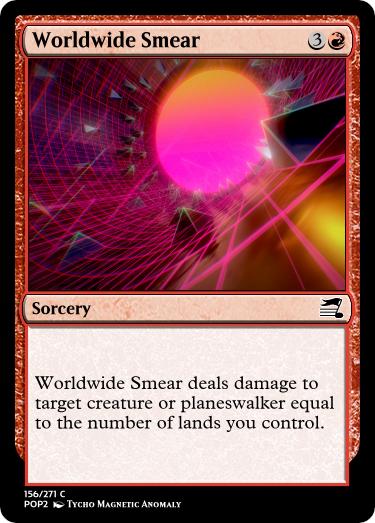 Worldwide Smear 3
Sorcery
Worldwide Smear deals damage to
target creature or planeswalker equal
to the number of lands you control.
156/271 C
POP2 Tycho Magnetic Anomaly